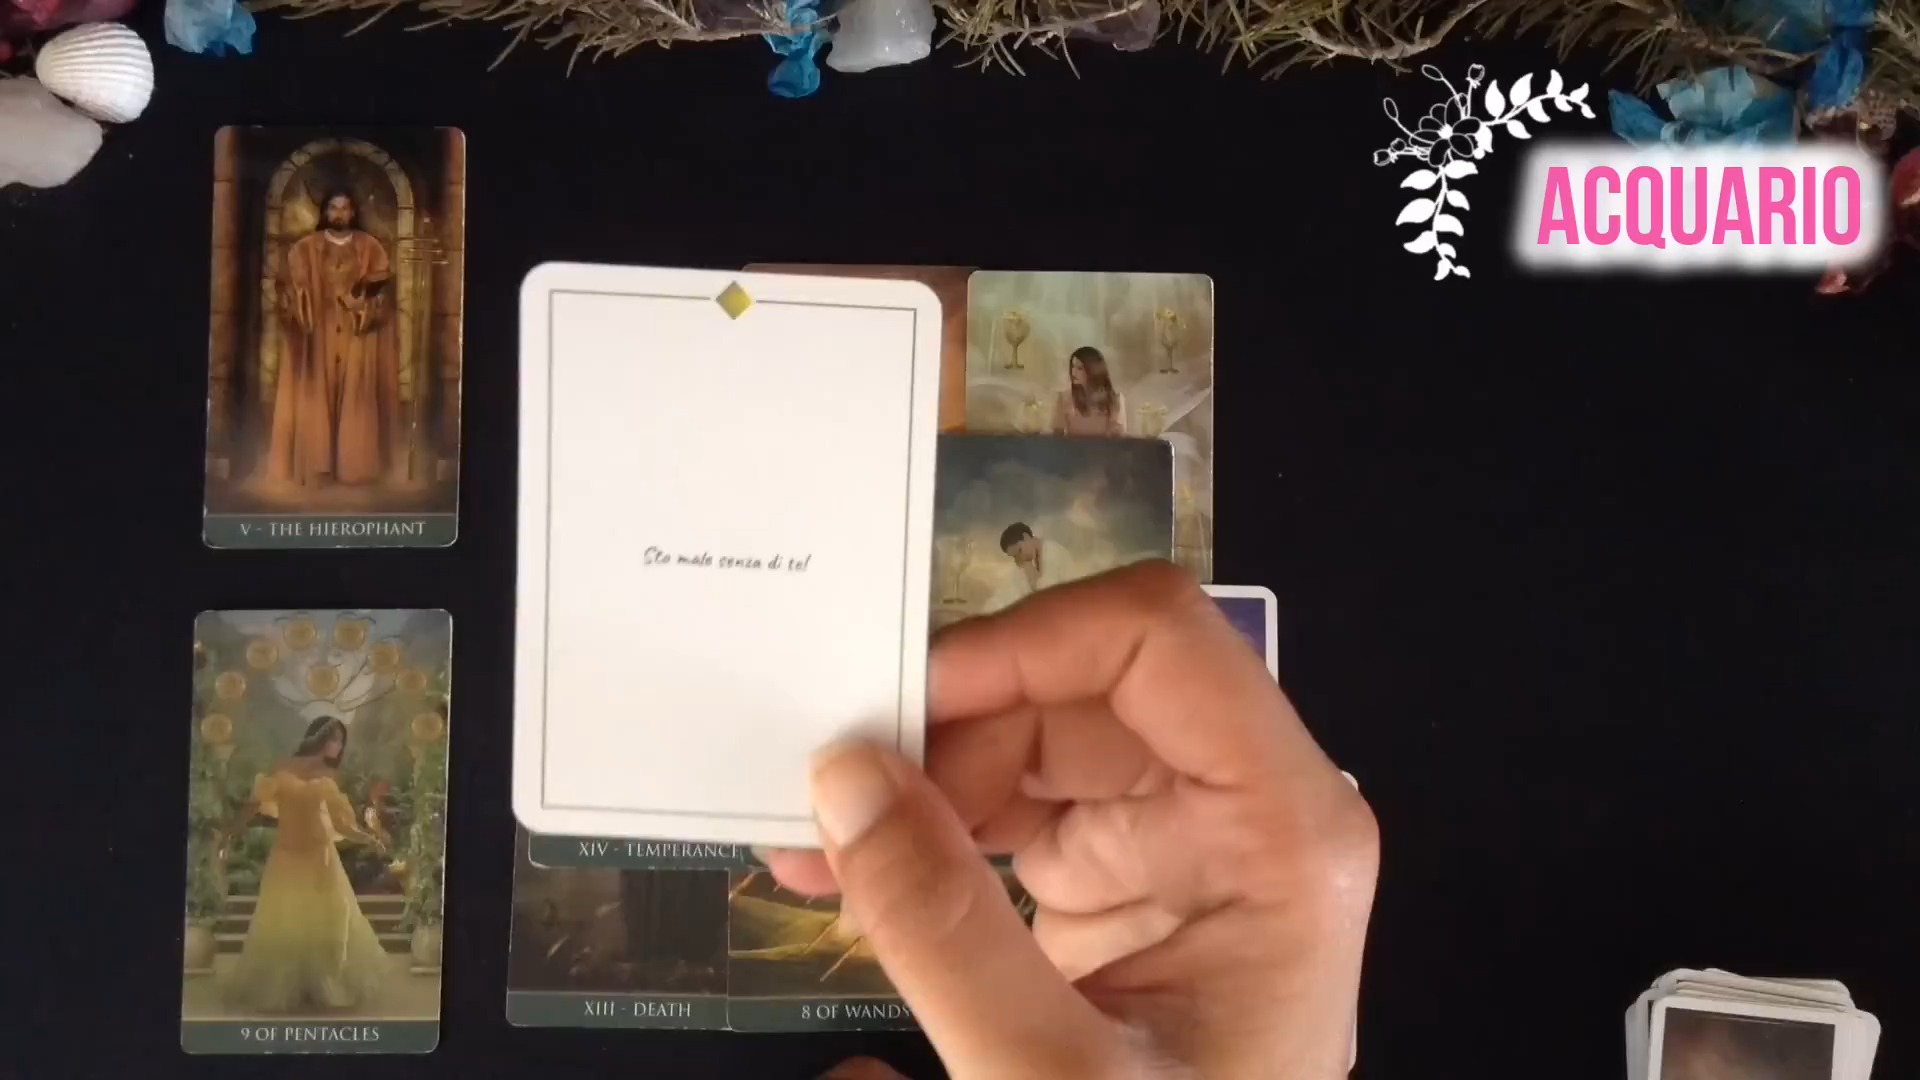 ACQUARIO
V - THE HIEROPHANT
Sto male senza di te!
XIV - TEMPERANCE
9 OF PENTACLES
XIII - DEATH
8 OF WANDS